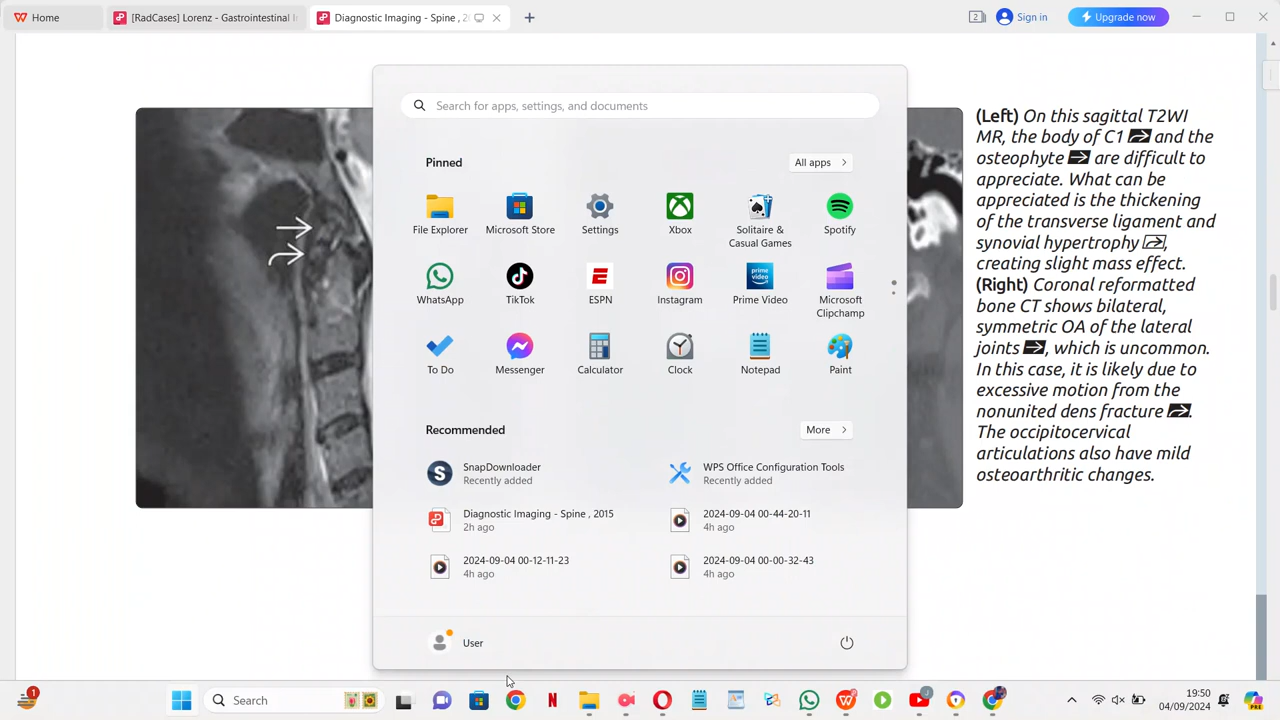 Home
[RadCases] Lorenz - Gastrointestinal I
Diagnostic Imaging - Spine , 2
2
Sign in
Upgrade now
Search for apps, settings, and documents
Pinned
All apps
File Explorer
Microsoft Store
Settings
Xbox
Solitaire &
Casual Games
Spotify
WhatsApp
TikTok
ESPN
Instagram
Prime Video
Microsoft
Clipchamp
To Do
Messenger
Calculator
Clock
Notepad
Paint
Recommended
More
SnapDownloader
Recently added
WPS Office Configuration Tools
Recently added
Diagnostic Imaging - Spine , 2015
2h ago
2024-09-04 00-44-20-11
4h ago
2024-09-04 00-12-11-23
4h ago
2024-09-04 00-00-32-43
4h ago
User
(Left) On this sagittal T2WI
MR, the body of C1 and the
osteophyte are difficult to
appreciate. What can be
appreciated is the thickening
of the transverse ligament and
synovial hypertrophy ,
creating slight mass effect.
(Right) Coronal reformatted
bone CT shows bilateral,
symmetric OA of the lateral
joints , which is uncommon.
In this case, it is likely due to
excessive motion from the
nonunited dens fracture .
The occipitocervical
articulations also have mild
osteoarthritic changes.
1
Search
19:50
04/09/2024